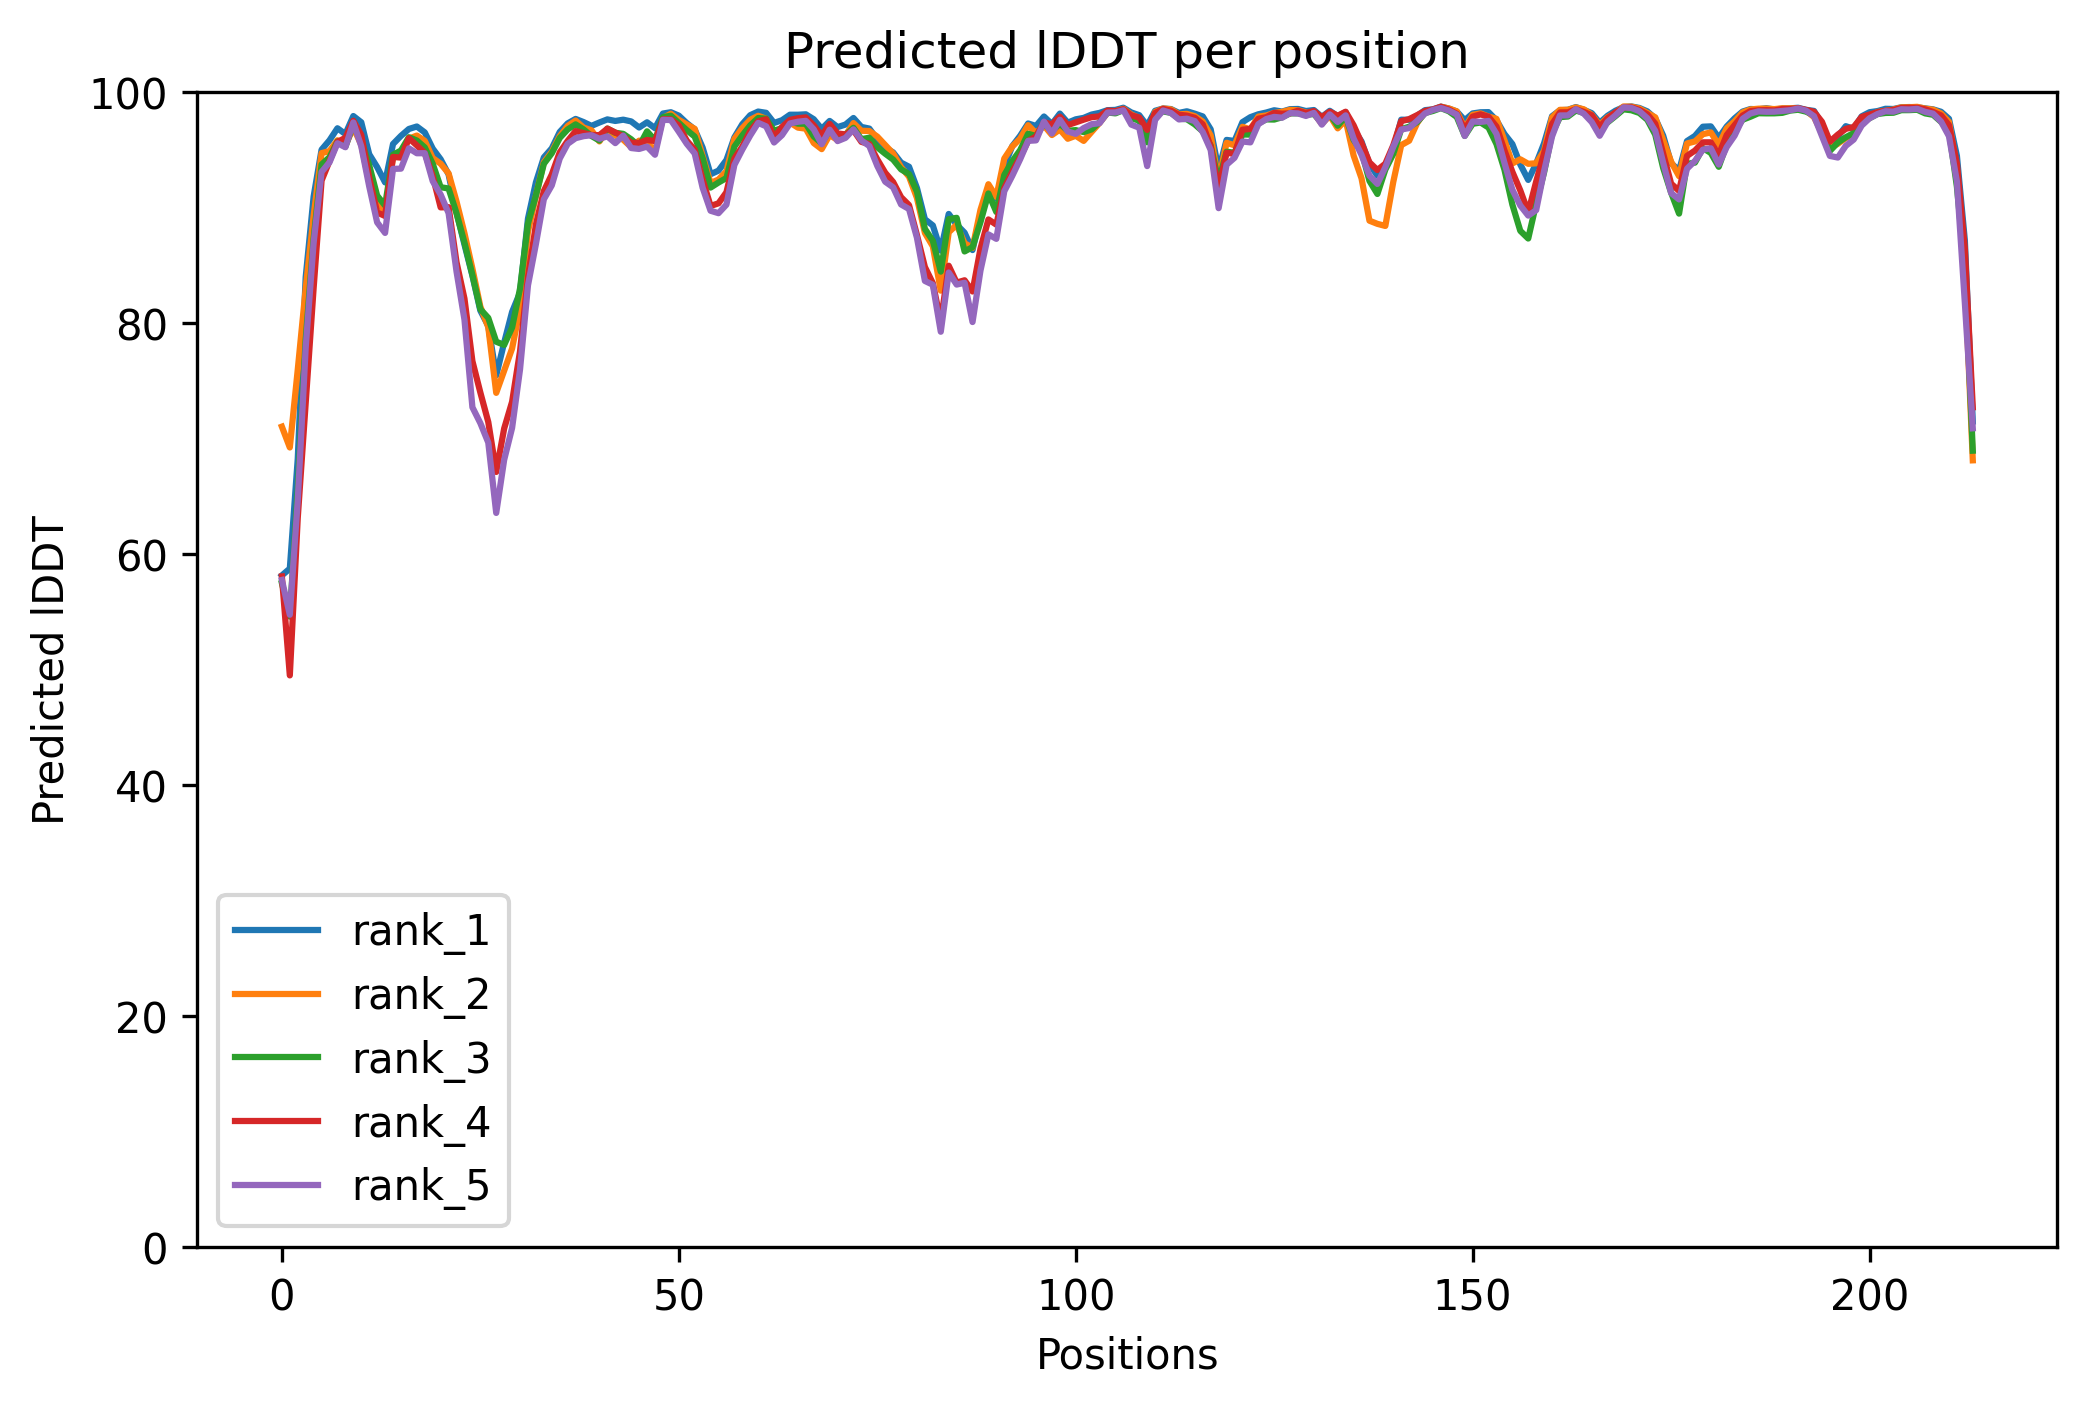 Predicted lDDT per position
100
80
60
40
20
0
Predicted lDDT
rank_1
rank_2
rank_3
rank_4
rank_5
0 50 100 150 200
Positions